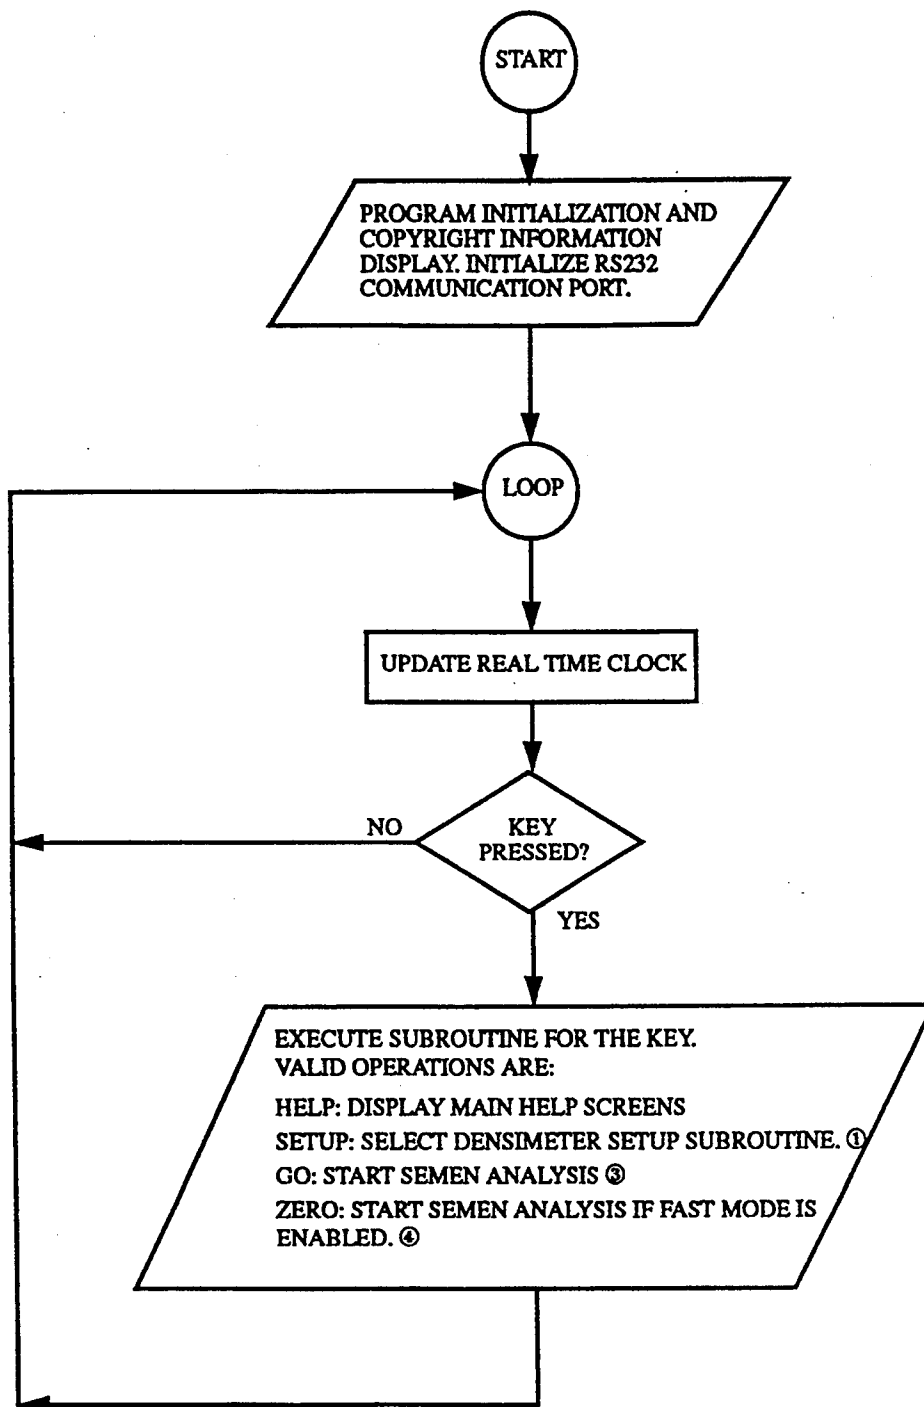 START
PROGRAM INITIALIZATION AND
COPYRIGHT INFORMATION
DISPLAY. INITIALIZE RS232
COMMUNICATION PORT.
LOOP
UPDATE REAL TIME CLOCK
NO
KEY
PRESSED?
YES
EXECUTE SUBROUTINE FOR THE KEY.
VALID OPERATIONS ARE:
HELP: DISPLAY MAIN HELP SCREENS
SETUP: SELECT DENSIMETER SETUP SUBROUTINE. ①
GO: START SEMEN ANALYSIS ③
ZERO: START SEMEN ANALYSIS IF FAST MODE IS
ENABLED. ④